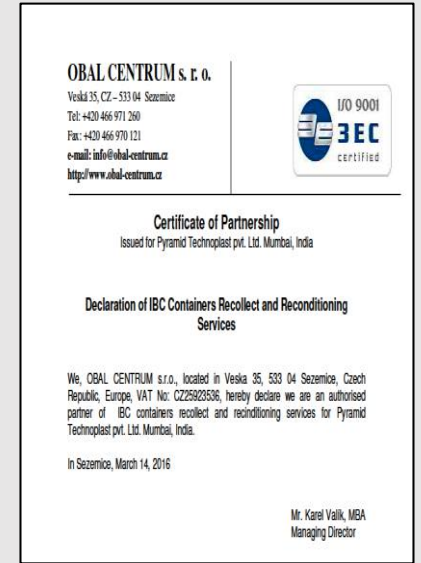 OBAL CENTRUM s. r. o.
Veská 35, CZ – 533 04 Sezemice
Tel: +420 466 971 260
Fax: +420 466 970 121
e-mail: info@obal-centrum.cz
http://www.obal-centrum.cz
ISO 9001
3EC
certified
Certificate of Partnership
Issued for Pyramid Technoplast pvt. Ltd. Mumbai, India
Declaration of IBC Containers Recollect and Reconditioning
Services
We, OBAL CENTRUM s.r.o., located in Veska 35, 533 04 Sezemice, Czech
Republic, Europe, VAT No: CZ25923536, hereby declare we are an authorised
partner of IBC containers recollect and recinditioning services for Pyramid
Technoplast pvt. Ltd. Mumbai, India.
In Sezemice, March 14, 2016
Mr. Karel Valik, MBA
Managing Director